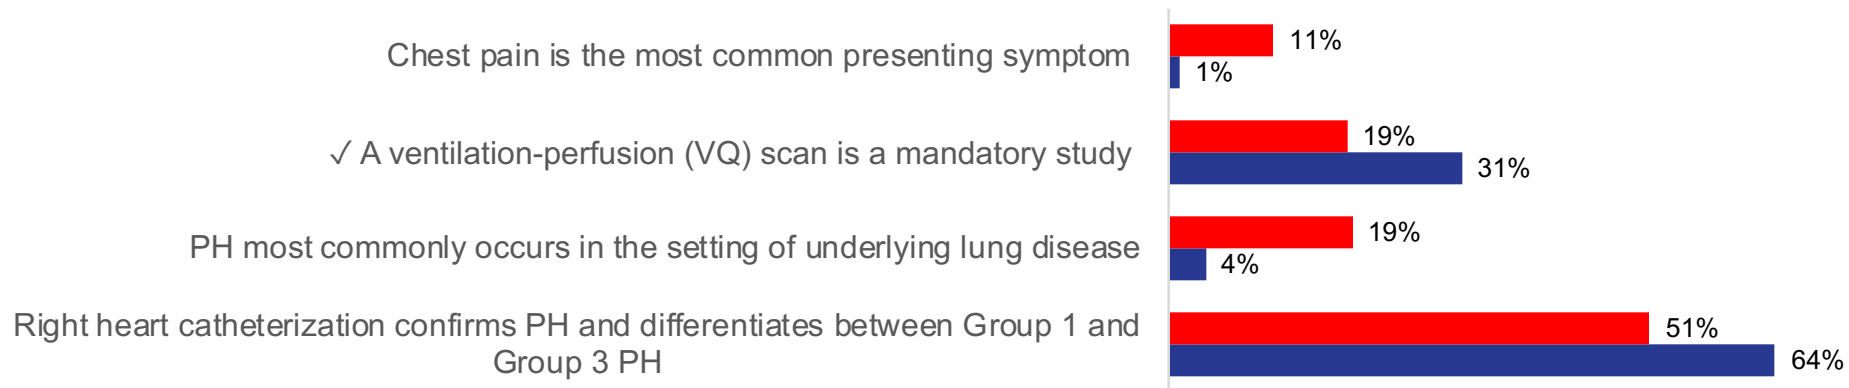 Chest pain is the most common presenting symptom
11%
1%
✓ A ventilation-perfusion (VQ) scan is a mandatory study
19%
31%
PH most commonly occurs in the setting of underlying lung disease
19%
4%
Right heart catheterization confirms PH and differentiates between Group 1 and
Group 3 PH
51%
64%